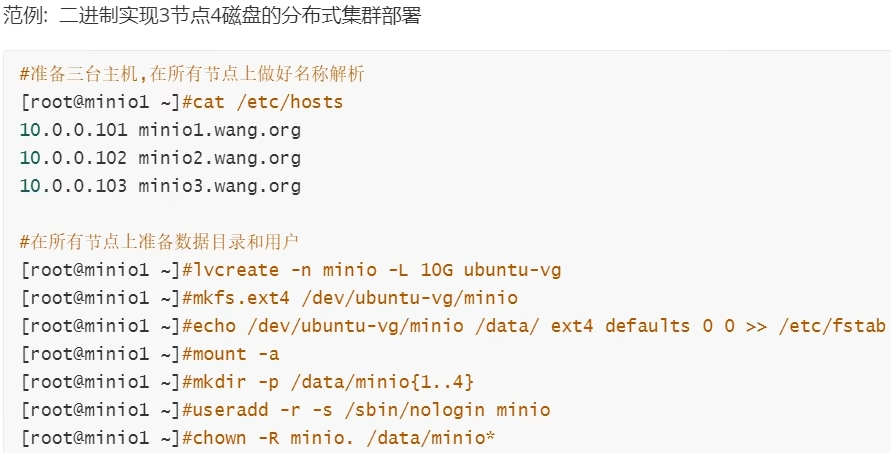 范例: 二进制实现3节点4磁盘的分布式集群部署
#准备三台主机,在所有节点上做好名称解析
[root@minio1 ~]#cat /etc/hosts
10.0.0.101 minio1.wang.org
10.0.0.102 minio2.wang.org
10.0.0.103 minio3.wang.org
#在所有节点上准备数据目录和用户
[root@minio1 ~]#lvcreate -n minio -L 10G ubuntu-vg
[root@minio1 ~]#mkfs.ext4 /dev/ubuntu-vg/minio
[root@minio1 ~]#echo /dev/ubuntu-vg/minio /data/ ext4 defaults 0 0 >> /etc/fstab
[root@minio1 ~]#mount -a
[root@minio1 ~]#mkdir -p /data/minio{1..4}
[root@minio1 ~]#useradd -r -s /sbin/nologin minio
[root@minio1 ~]#chown -R minio. /data/minio*